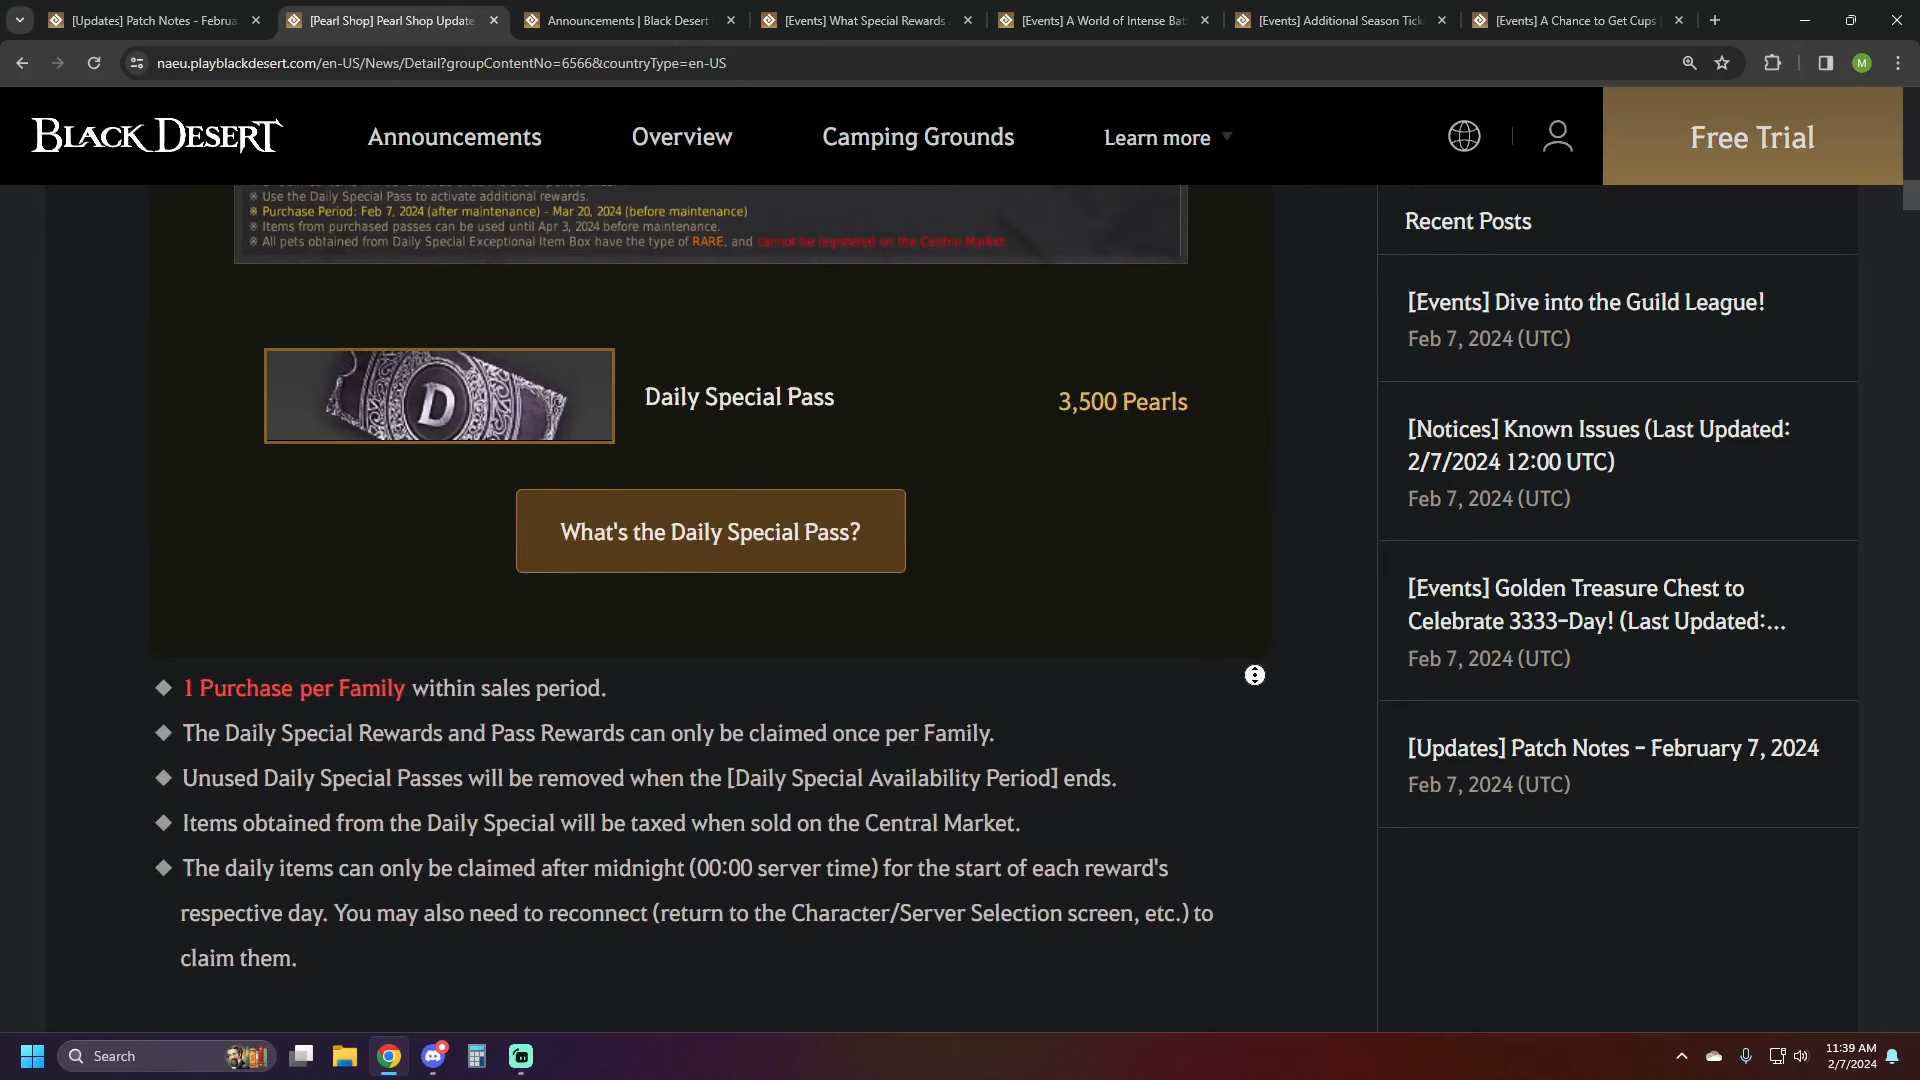 [Updates] Patch Notes - Februa
[Pearl Shop] Pearl Shop Update
Announcements | Black Desert
[Events] What Special Rewards
[Events] A World of Intense Bat
[Events] Additional Season Tick
[Events] A Chance to Get Cups
naeu.playblackdesert.com/en-US/News/Detail?groupContentNo=6566&countryType=en-US
M
BLACK DESERT
Announcements
Overview
Camping Grounds
Learn more
Free Trial
※ Use the Daily Special Pass to activate additional rewards.
※ Purchase Period: Feb 7, 2024 (after maintenance) - Mar 20, 2024 (before maintenance)
※ Items from purchased passes can be used until Apr 3, 2024 before maintenance.
※ All pets obtained from Daily Special Exceptional Item Box have the type of RARE, and cannot be registered on the Central Market.
D
Daily Special Pass
3,500 Pearls
What's the Daily Special Pass?
◆ 1 Purchase per Family within sales period.
◆ The Daily Special Rewards and Pass Rewards can only be claimed once per Family.
◆ Unused Daily Special Passes will be removed when the [Daily Special Availability Period] ends.
◆ Items obtained from the Daily Special will be taxed when sold on the Central Market.
◆ The daily items can only be claimed after midnight (00:00 server time) for the start of each reward's
respective day. You may also need to reconnect (return to the Character/Server Selection screen, etc.) to
claim them.
Recent Posts
[Events] Dive into the Guild League!
Feb 7, 2024 (UTC)
[Notices] Known Issues (Last Updated:
2/7/2024 12:00 UTC)
Feb 7, 2024 (UTC)
[Events] Golden Treasure Chest to
Celebrate 3333-Day! (Last Updated:...
Feb 7, 2024 (UTC)
[Updates] Patch Notes - February 7, 2024
Feb 7, 2024 (UTC)
Search
11:39 AM
2/7/2024